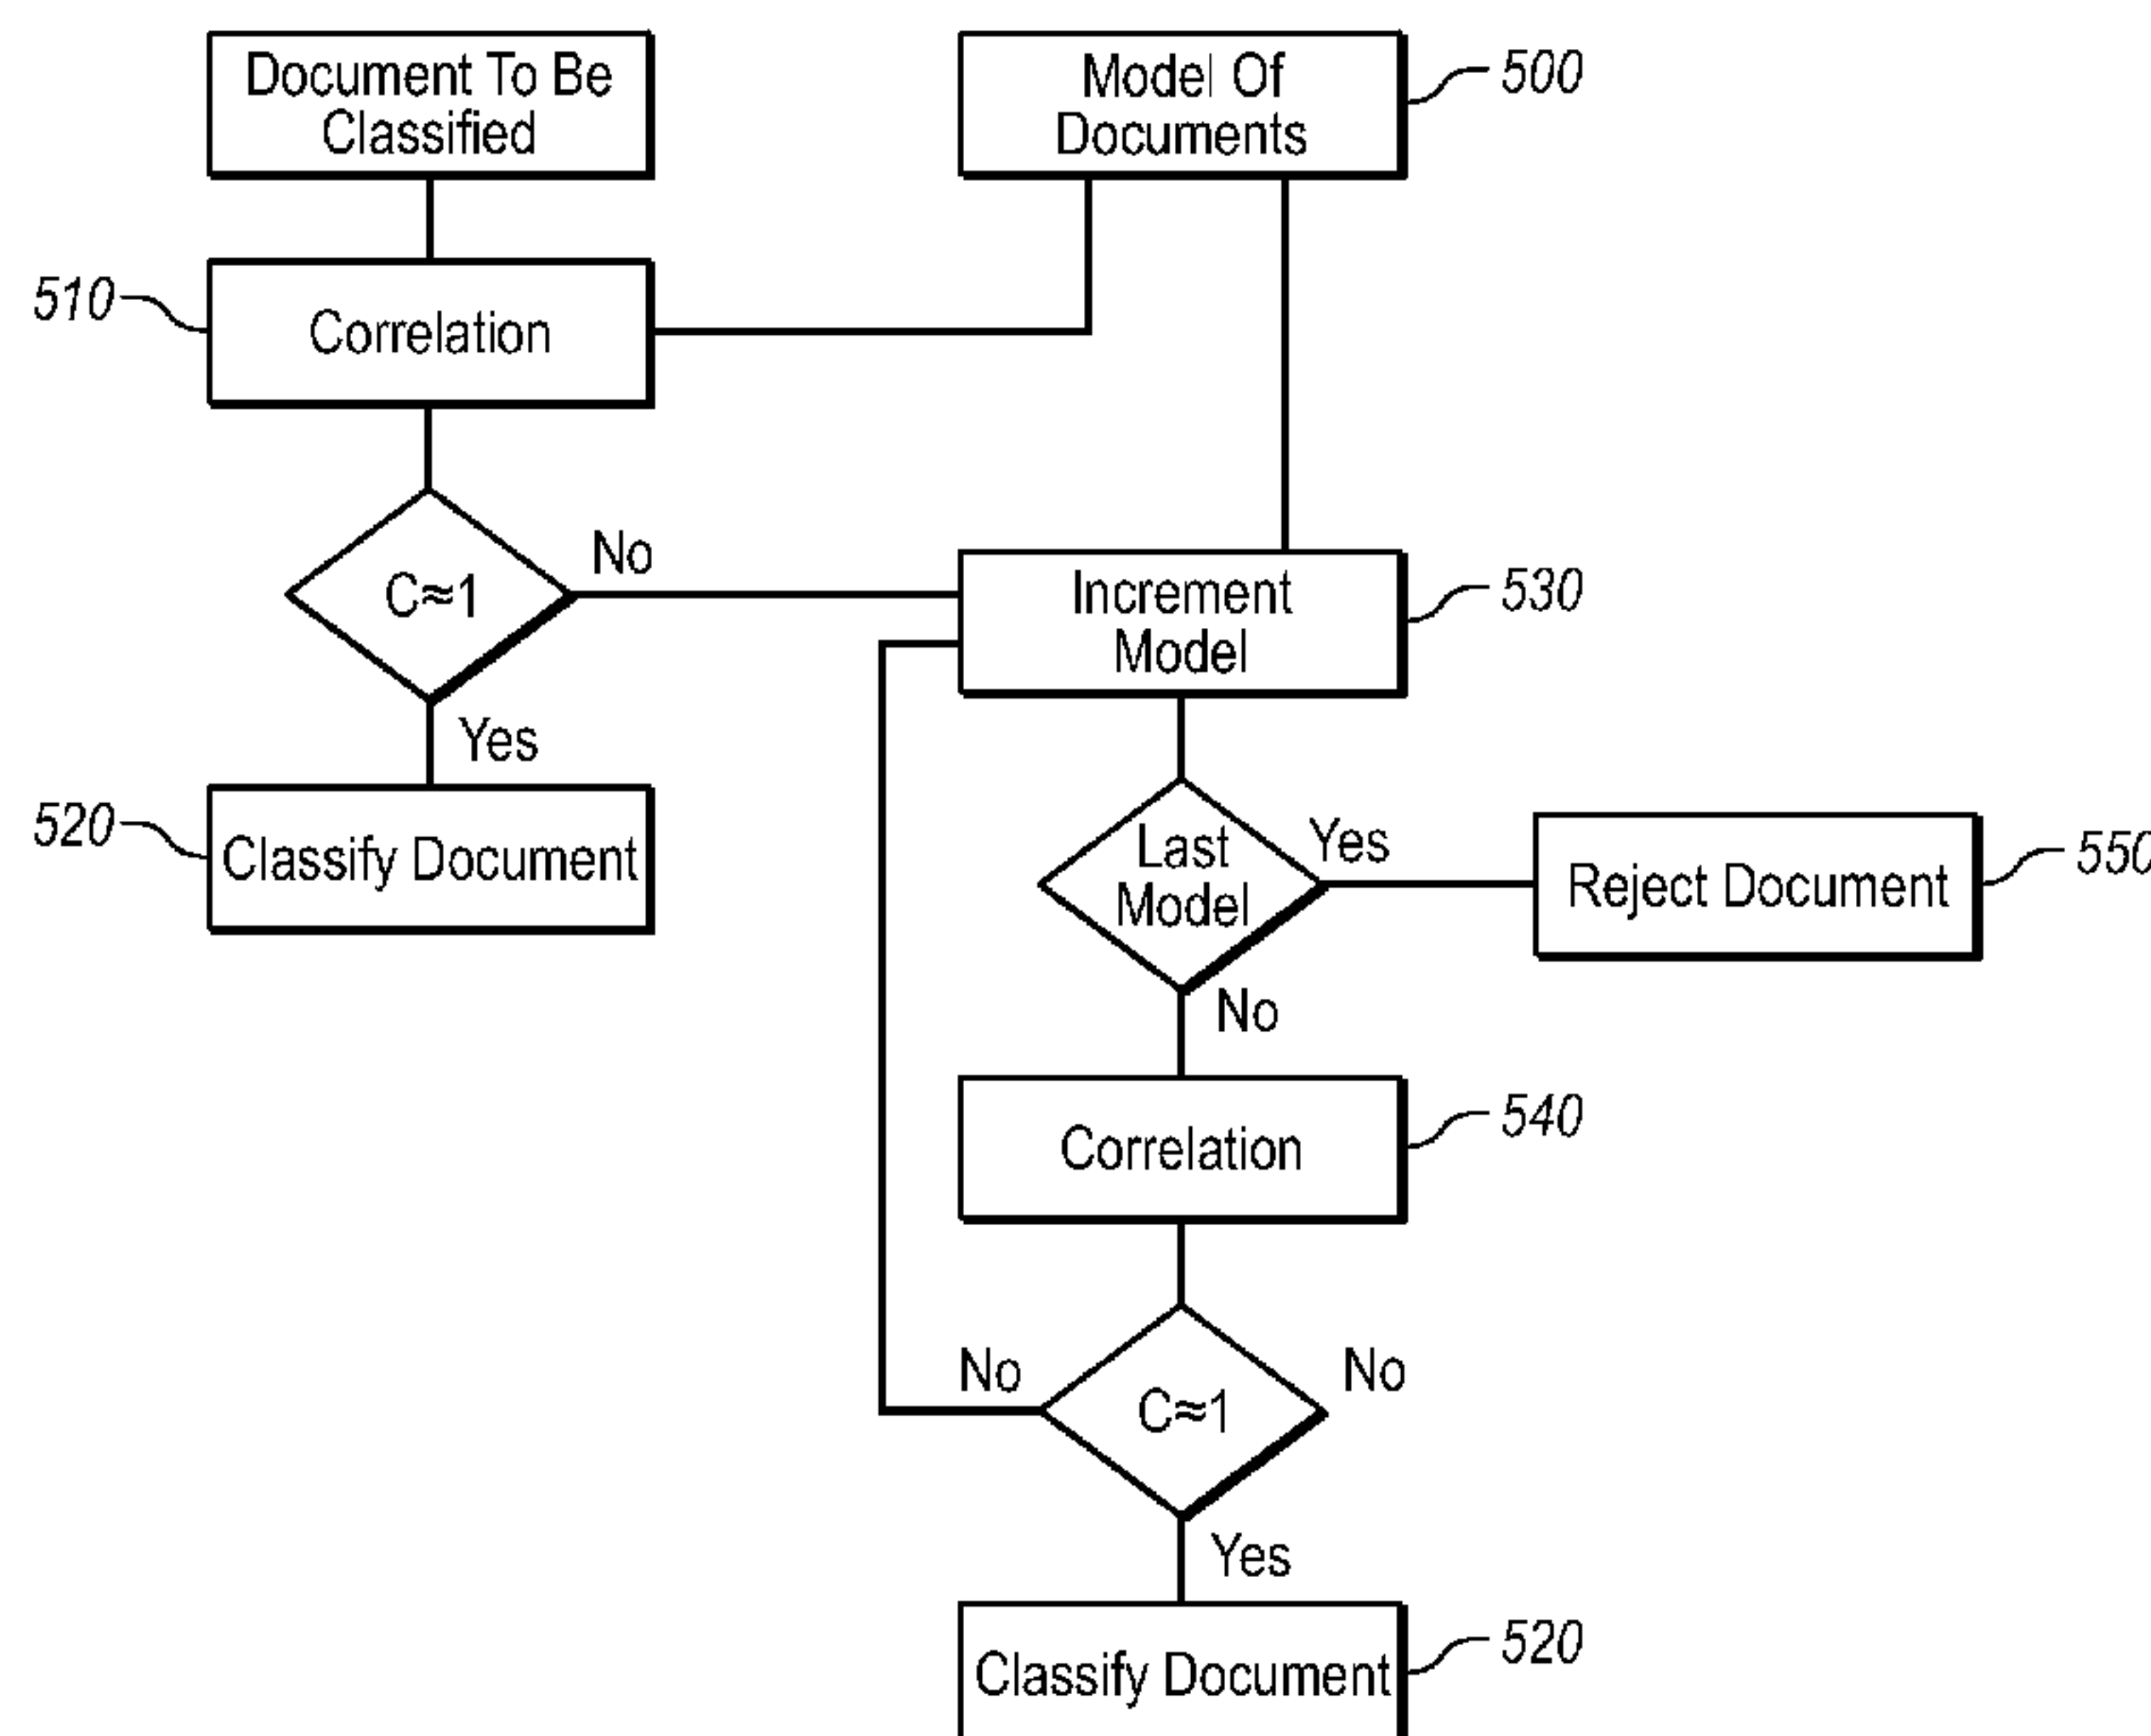 Document To Be
Classified
Model Of
Documents
500
510
Correlation
C≈1
No
Yes
520
Classify Document
Increment
Model
530
Last
Model
Yes
No
Reject Document
550
Correlation
540
No
C≈1
No
Yes
Classify Document
520